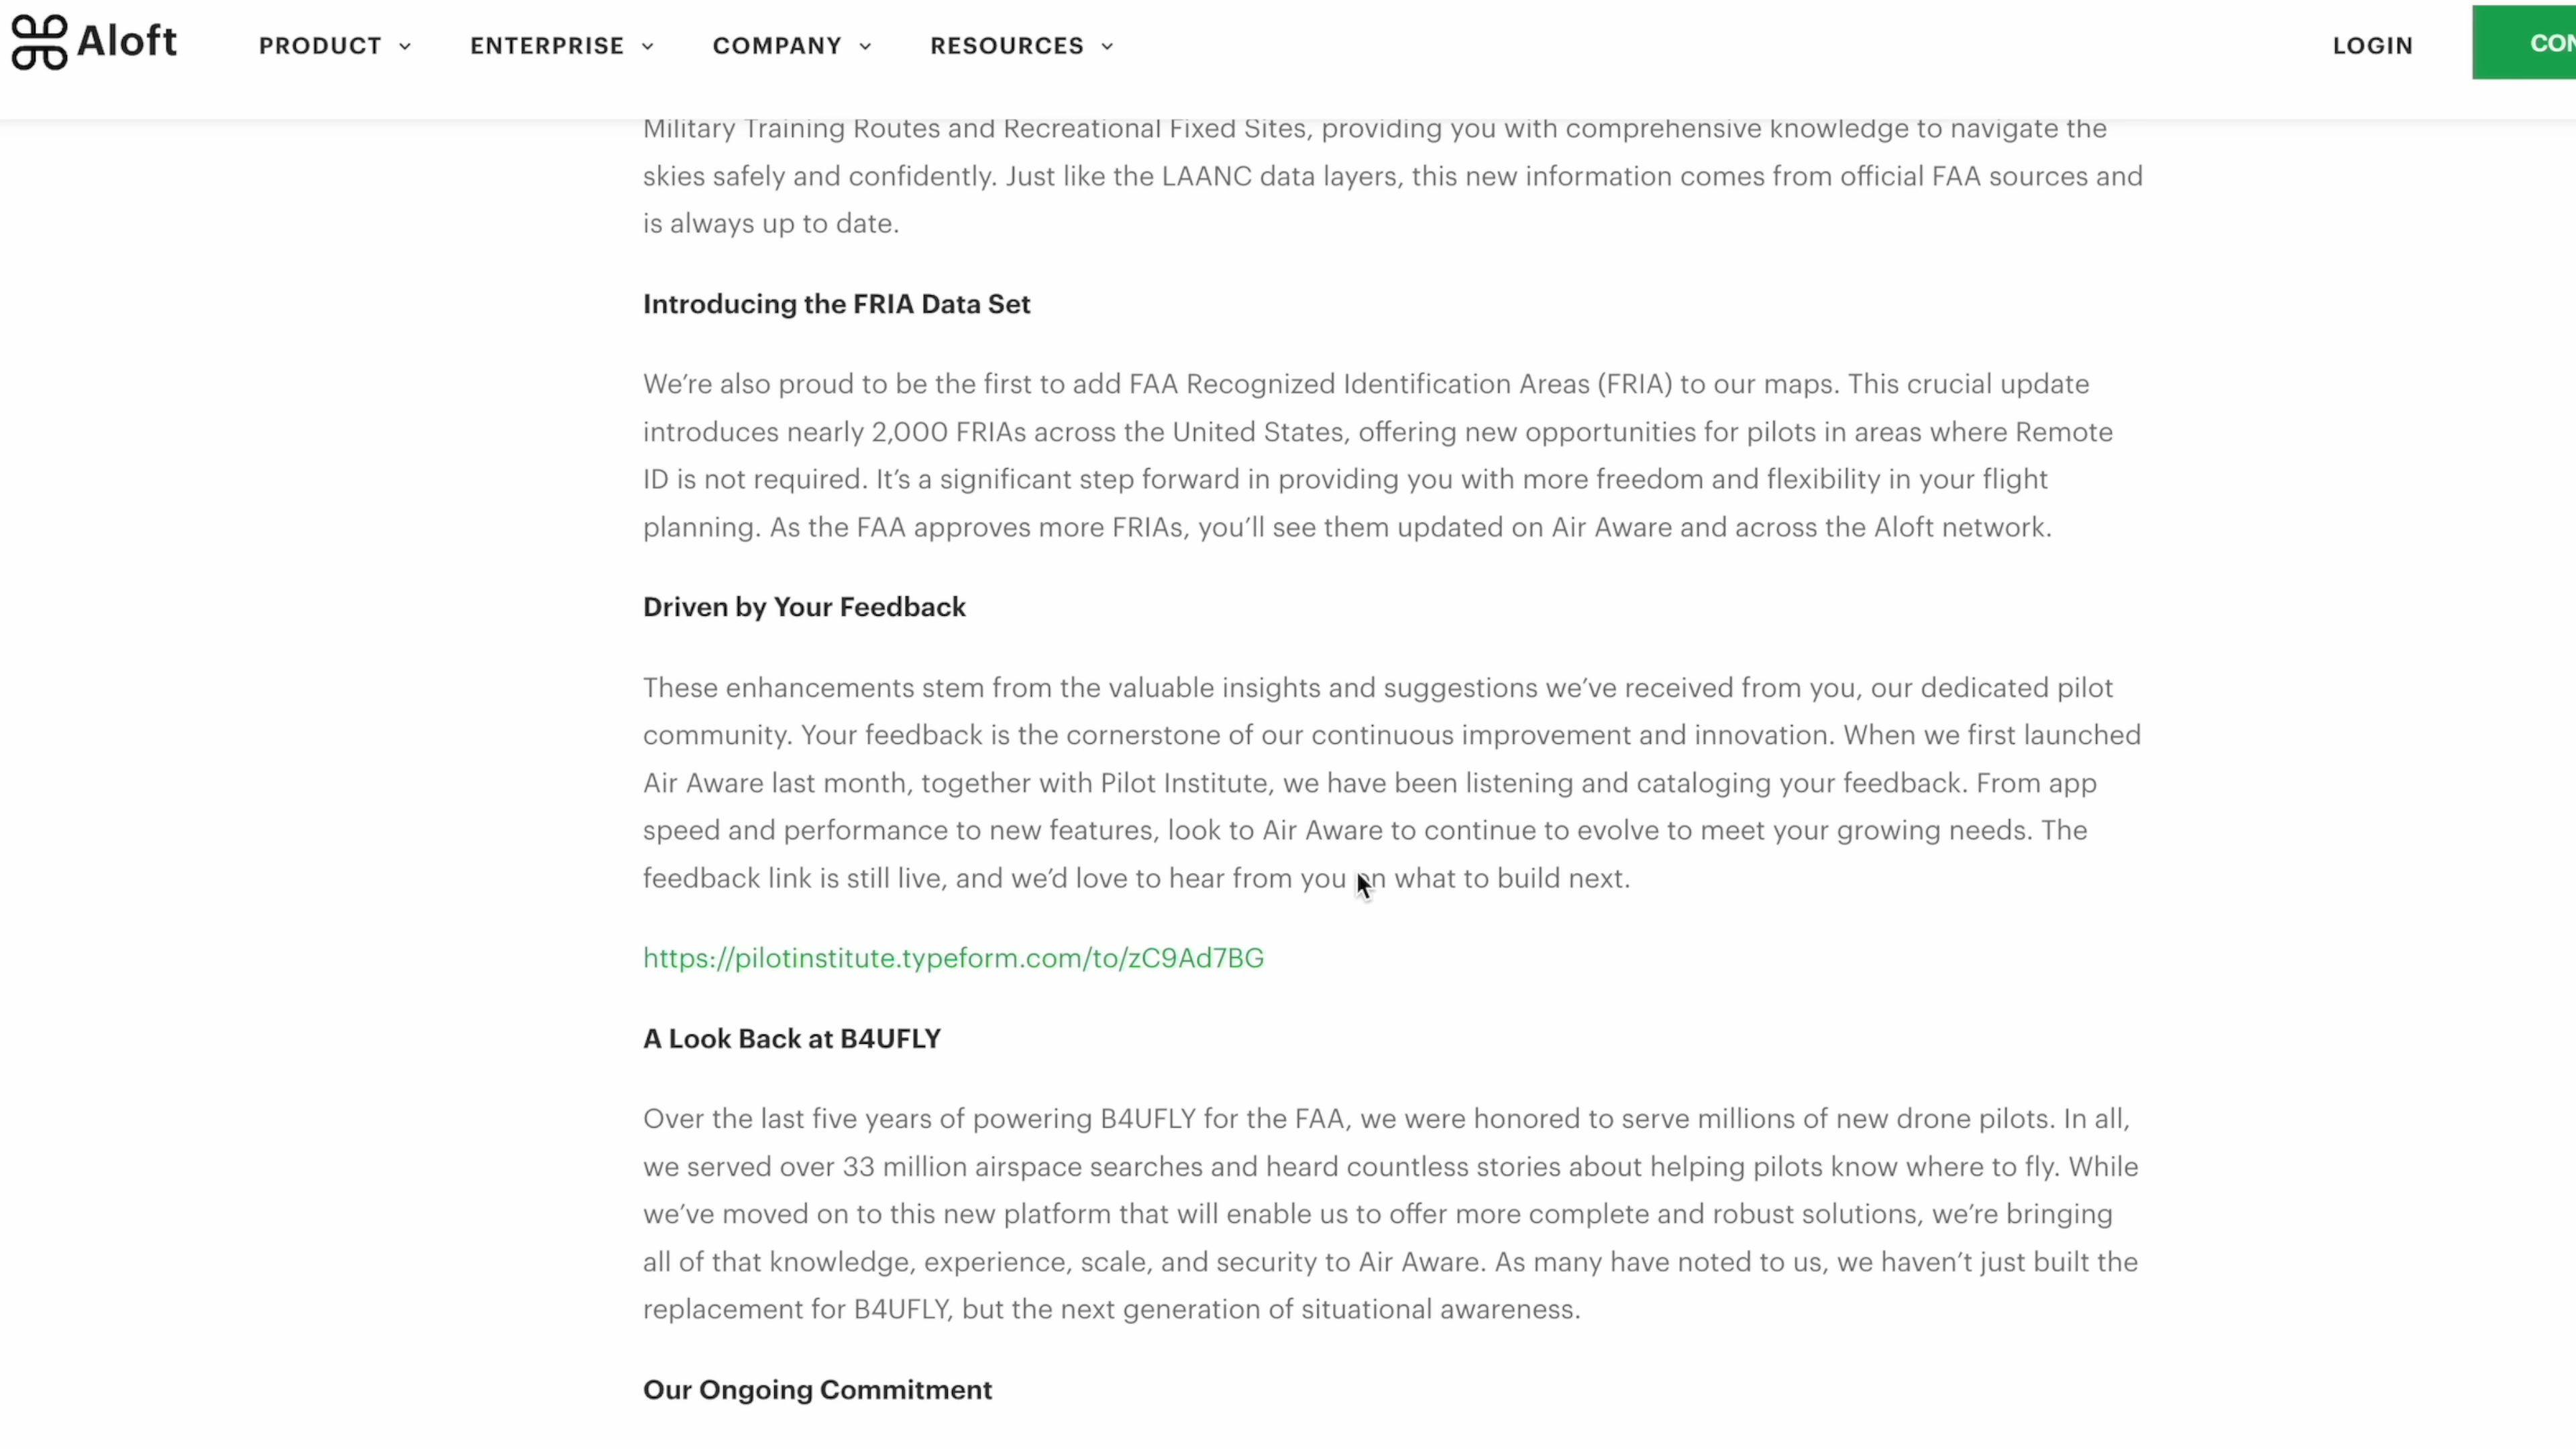 Aloft
PRODUCT
ENTERPRISE
COMPANY
RESOURCES
LOGIN
Military Training Routes and Recreational Fixed Sites, providing you with comprehensive knowledge to navigate the
skies safely and confidently. Just like the LAANC data layers, this new information comes from official FAA sources and
is always up to date.
Introducing the FRIA Data Set
We’re also proud to be the first to add FAA Recognized Identification Areas (FRIA) to our maps. This crucial update
introduces nearly 2,000 FRIAs across the United States, offering new opportunities for pilots in areas where Remote
ID is not required. It’s a significant step forward in providing you with more freedom and flexibility in your flight
planning. As the FAA approves more FRIAs, you’ll see them updated on Air Aware and across the Aloft network.
Driven by Your Feedback
These enhancements stem from the valuable insights and suggestions we’ve received from you, our dedicated pilot
community. Your feedback is the cornerstone of our continuous improvement and innovation. When we first launched
Air Aware last month, together with Pilot Institute, we have been listening and cataloging your feedback. From app
speed and performance to new features, look to Air Aware to continue to evolve to meet your growing needs. The
feedback link is still live, and we’d love to hear from you on what to build next.
https://pilotinstitute.typeform.com/to/zC9Ad7BG
A Look Back at B4UFLY
Over the last five years of powering B4UFLY for the FAA, we were honored to serve millions of new drone pilots. In all,
we served over 33 million airspace searches and heard countless stories about helping pilots know where to fly. While
we’ve moved on to this new platform that will enable us to offer more complete and robust solutions, we’re bringing
all of that knowledge, experience, scale, and security to Air Aware. As many have noted to us, we haven’t just built the
replacement for B4UFLY, but the next generation of situational awareness.
Our Ongoing Commitment